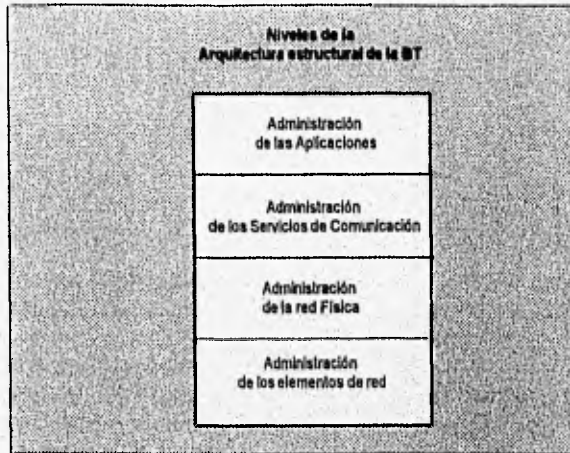 Niveles de la
Arquitectura estructural de la BT
Administración
de las Aplicaciones
Administración
de los Servicios de Comunicación
Administración
de la red Física
Administración
de los elementos de red